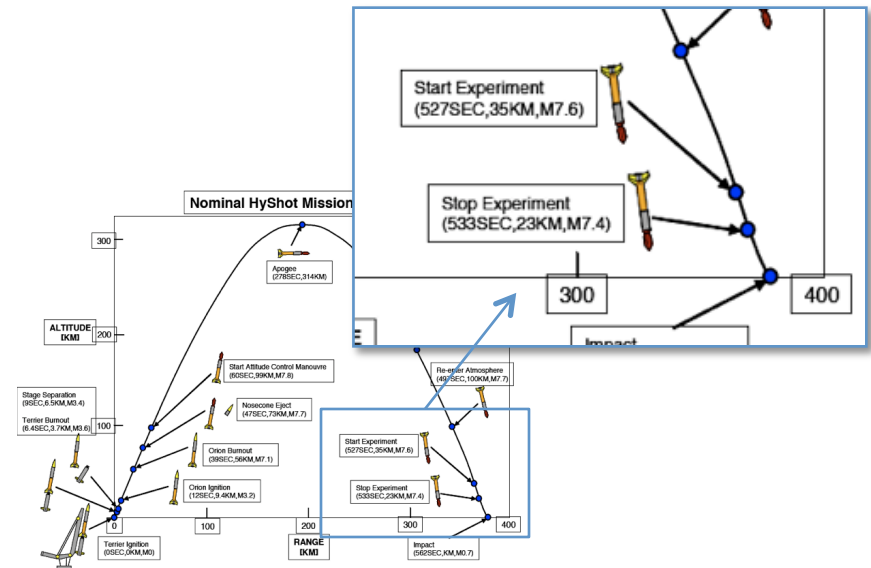 Start Experiment
(527SEC,35KM,M7.6)
Stop Experiment
(533SEC,23KM,M7.4)
300
400
Impact
Nominal HyShot Mission
300
Apogee
(278SEC,314KM)
ALTITUDE
[KM]
200
Start Attitude Control Manouvre
(60SEC,99KM,M7.8)
Re-enter Atmosphere
(497SEC,100KM,M7.7)
Stage Separation
(9SEC,6.5KM,M3.4)
Nosecone Eject
(47SEC,73KM,M7.7)
Terrier Burnout
(6.4SEC,3.7KM,M3.6)
100
Orion Burnout
(39SEC,56KM,M7.1)
Start Experiment
(527SEC,35KM,M7.6)
Orion Ignition
(12SEC,9.4KM,M3.2)
Stop Experiment
(533SEC,23KM,M7.4)
0
100
200
300
400
RANGE
[KM]
Terrier Ignition
(0SEC,0KM,M0)
Impact
(562SEC,KM,M0.7)